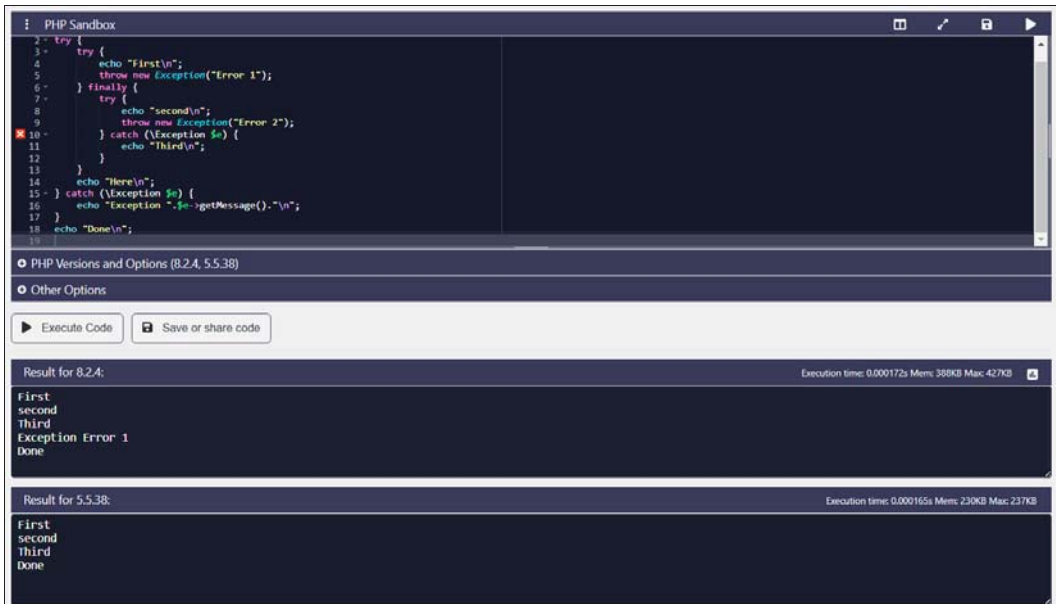 PHP Sandbox
2 try {
3 try {
4 echo "First\n";
5 throw new Exception("Error 1");
6 } finally {
7 try {
8 echo "second\n";
9 throw new Exception("Error 2");
10 } catch (\Exception $e) {
11 echo "Third\n";
12 }
13 }
14 echo "Here\n";
15 } catch (\Exception $e) {
16 echo "Exception ".$e->getMessage()."\n";
17 }
18 echo "Done\n";
19
PHP Versions and Options (8.2.4, 5.5.38)
Other Options
Execute Code Save or share code
Result for 8.2.4: Execution time: 0.000172s Mem: 388KB Max: 427KB
First
second
Third
Exception Error 1
Done
Result for 5.5.38: Execution time: 0.000165s Mem: 230KB Max: 237KB
First
second
Third
Done